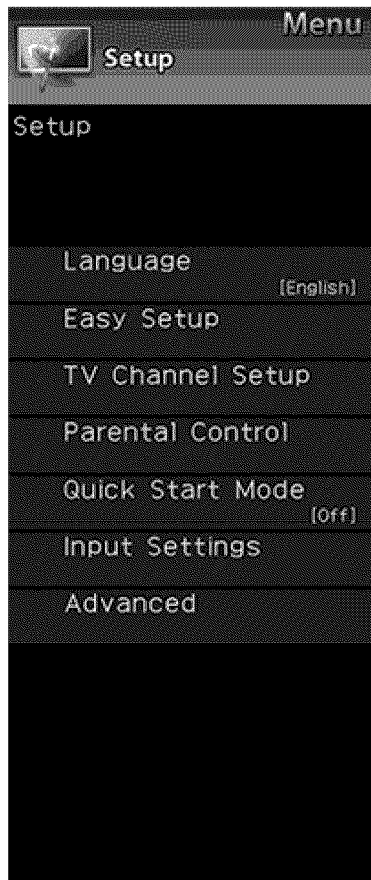 Menu
Setup
Setup
Language
[English]
Easy Setup
TV Channel Setup
Parental Control
Quick Start Mode
[Off]
Input Settings
Advanced